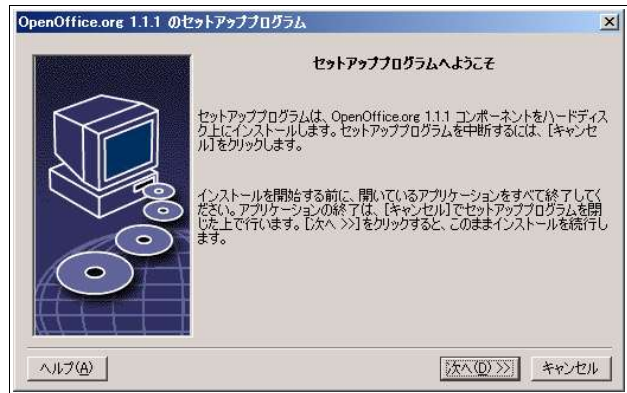 OpenOffice.org 1.1.1 のセットアッププログラム
セットアッププログラムへようこそ
セットアッププログラムは、OpenOffice.org 1.1.1 コンポーネントをハードディス
ク上にインストールします。セットアッププログラムを中断するには、[キャンセ
ル]をクリックします。
インストールを開始する前に、開いているアプリケーションをすべて終了してく
ださい。アプリケーションの終了は、[キャンセル]でセットアッププログラムを閉
じた上で行います。[次へ >>]をクリックすると、このままインストールを続行し
ます。
ヘルプ(A)
次へ(D) >>
キャンセル